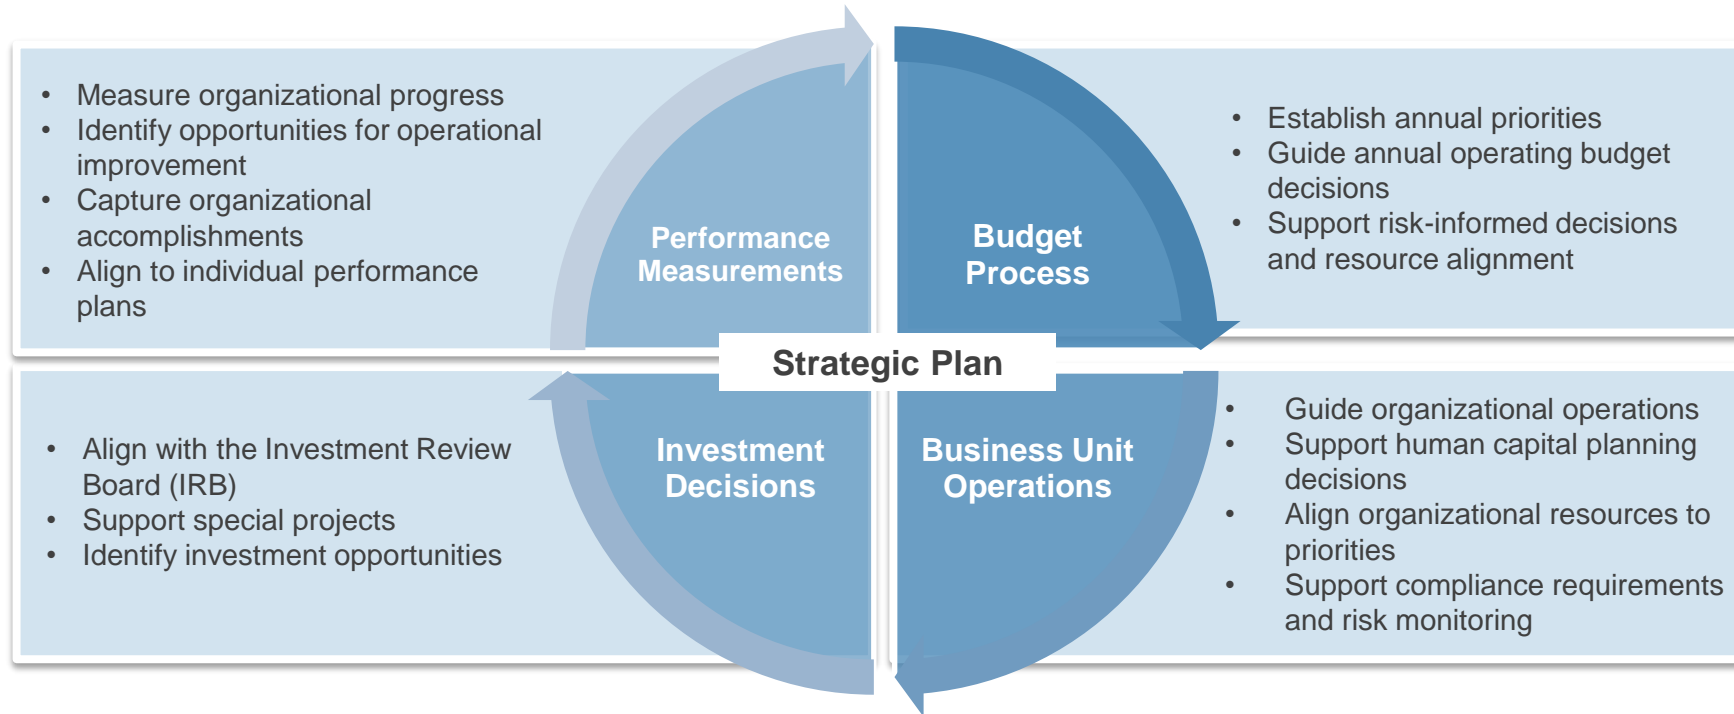 • Measure organizational progress
• Identify opportunities for operational
improvement
• Capture organizational
accomplishments
• Align to individual performance
plans
Performance
Measurements
Budget
Process
• Establish annual priorities
• Guide annual operating budget
decisions
• Support risk-informed decisions
and resource alignment
Strategic Plan
• Align with the Investment Review
Board (IRB)
• Support special projects
• Identify investment opportunities
Investment
Decisions
Business Unit
Operations
• Guide organizational operations
• Support human capital planning
decisions
• Align organizational resources to
priorities
• Support compliance requirements
and risk monitoring